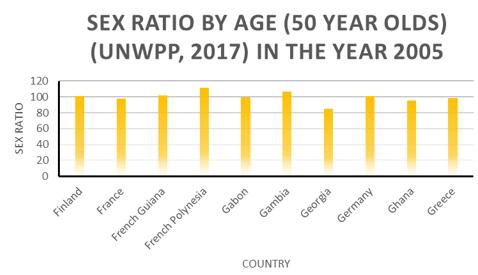 SEX RATIO BY AGE (50 YEAR OLDS)
(UNWPP, 2017) IN THE YEAR 2005
120
100
80
60
40
20
0
SEX RATIO
Finland
France
French Guiana
French Polynesia
Gabon
Gambia
Georgia
Germany
Ghana
Greece
COUNTRY